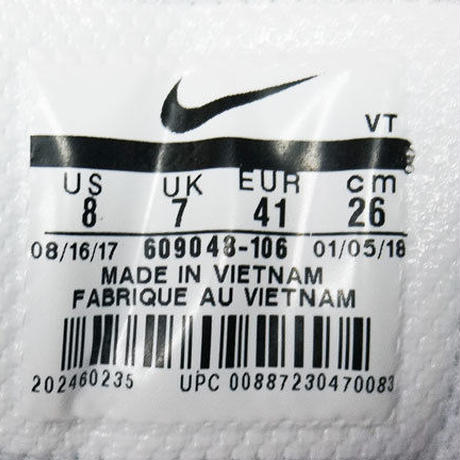 VT
US UK EUR cm
8 7 41 26
08/16/17 609048-106 01/05/18
MADE IN VIETNAM
FABRIQUE AU VIETNAM
202460235 UPC 00887230470083